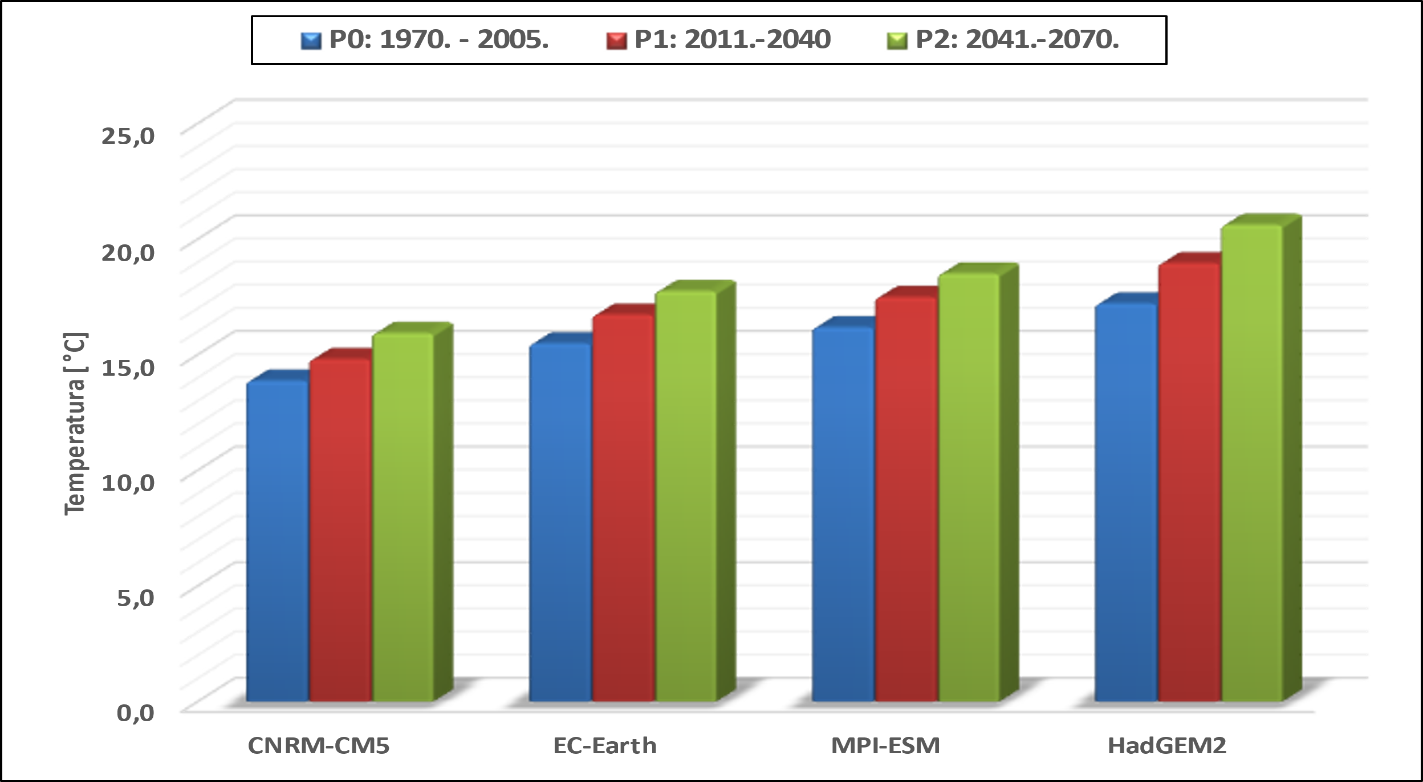 P0: 1970. - 2005. P1: 2011.-2040 P2: 2041.-2070.
25,0
20,0
15,0
10,0
5,0
0,0
Temperatura [°C]
CNRM-CM5 EC-Earth MPI-ESM HadGEM2